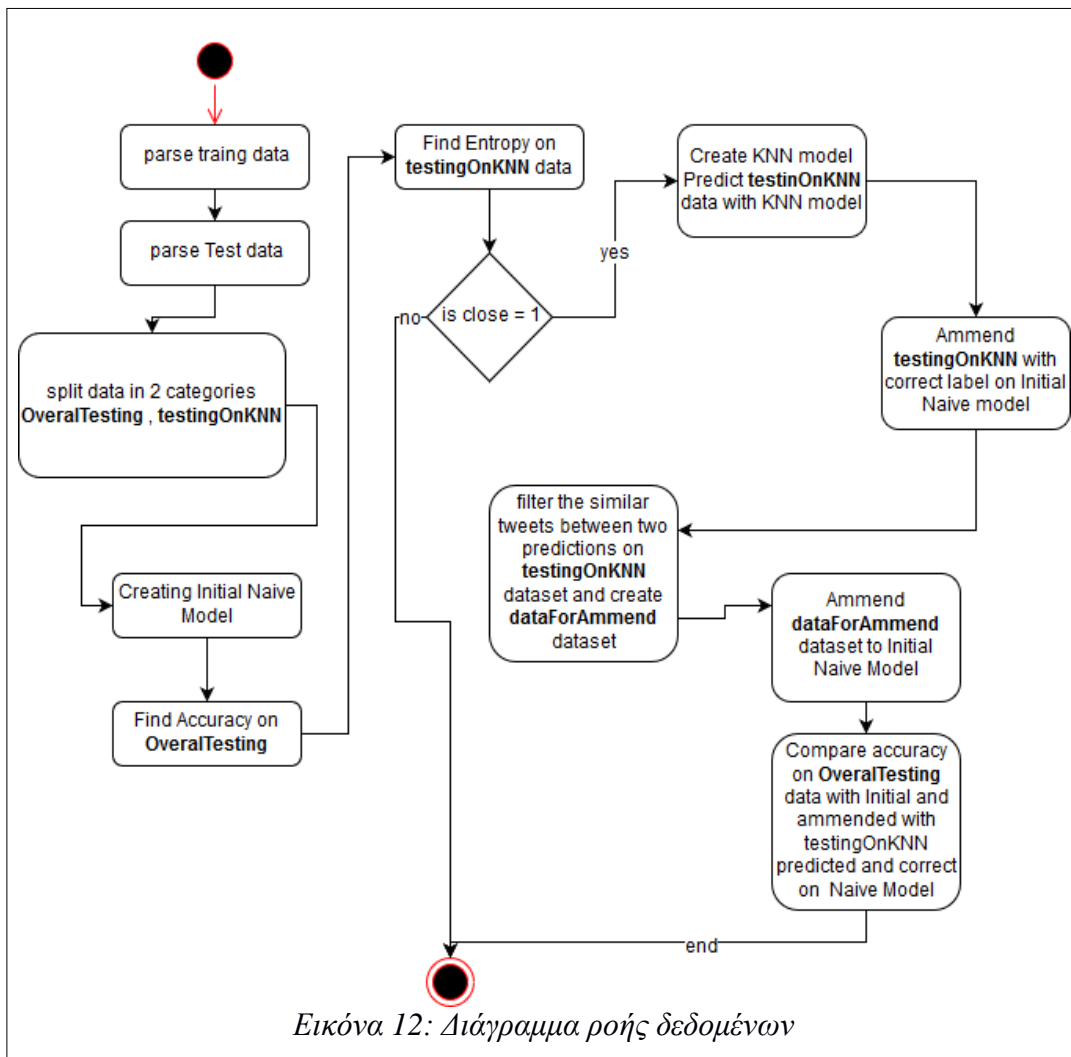 parse traing data
parse Test data
split data in 2 categories
OveralTesting , testingOnKNN
Creating Initial Naive
Model
Find Accuracy on
OveralTesting
Find Entropy on
testingOnKNN data
is close = 1
no
yes
Create KNN model
Predict testinOnKNN
data with KNN model
Ammend
testingOnKNN with
correct label on Initial
Naive model
filter the similar
tweets between two
predictions on
testingOnKNN
dataset and create
dataForAmmend
dataset
Ammend
dataForAmmend
dataset to Initial
Naive Model
Compare accuracy
on OveralTesting
data with Initial and
ammended with
testingOnKNN
predicted and correct
on Naive Model
end
Εικόνα 12: Διάγραμμα ροής δεδομένων